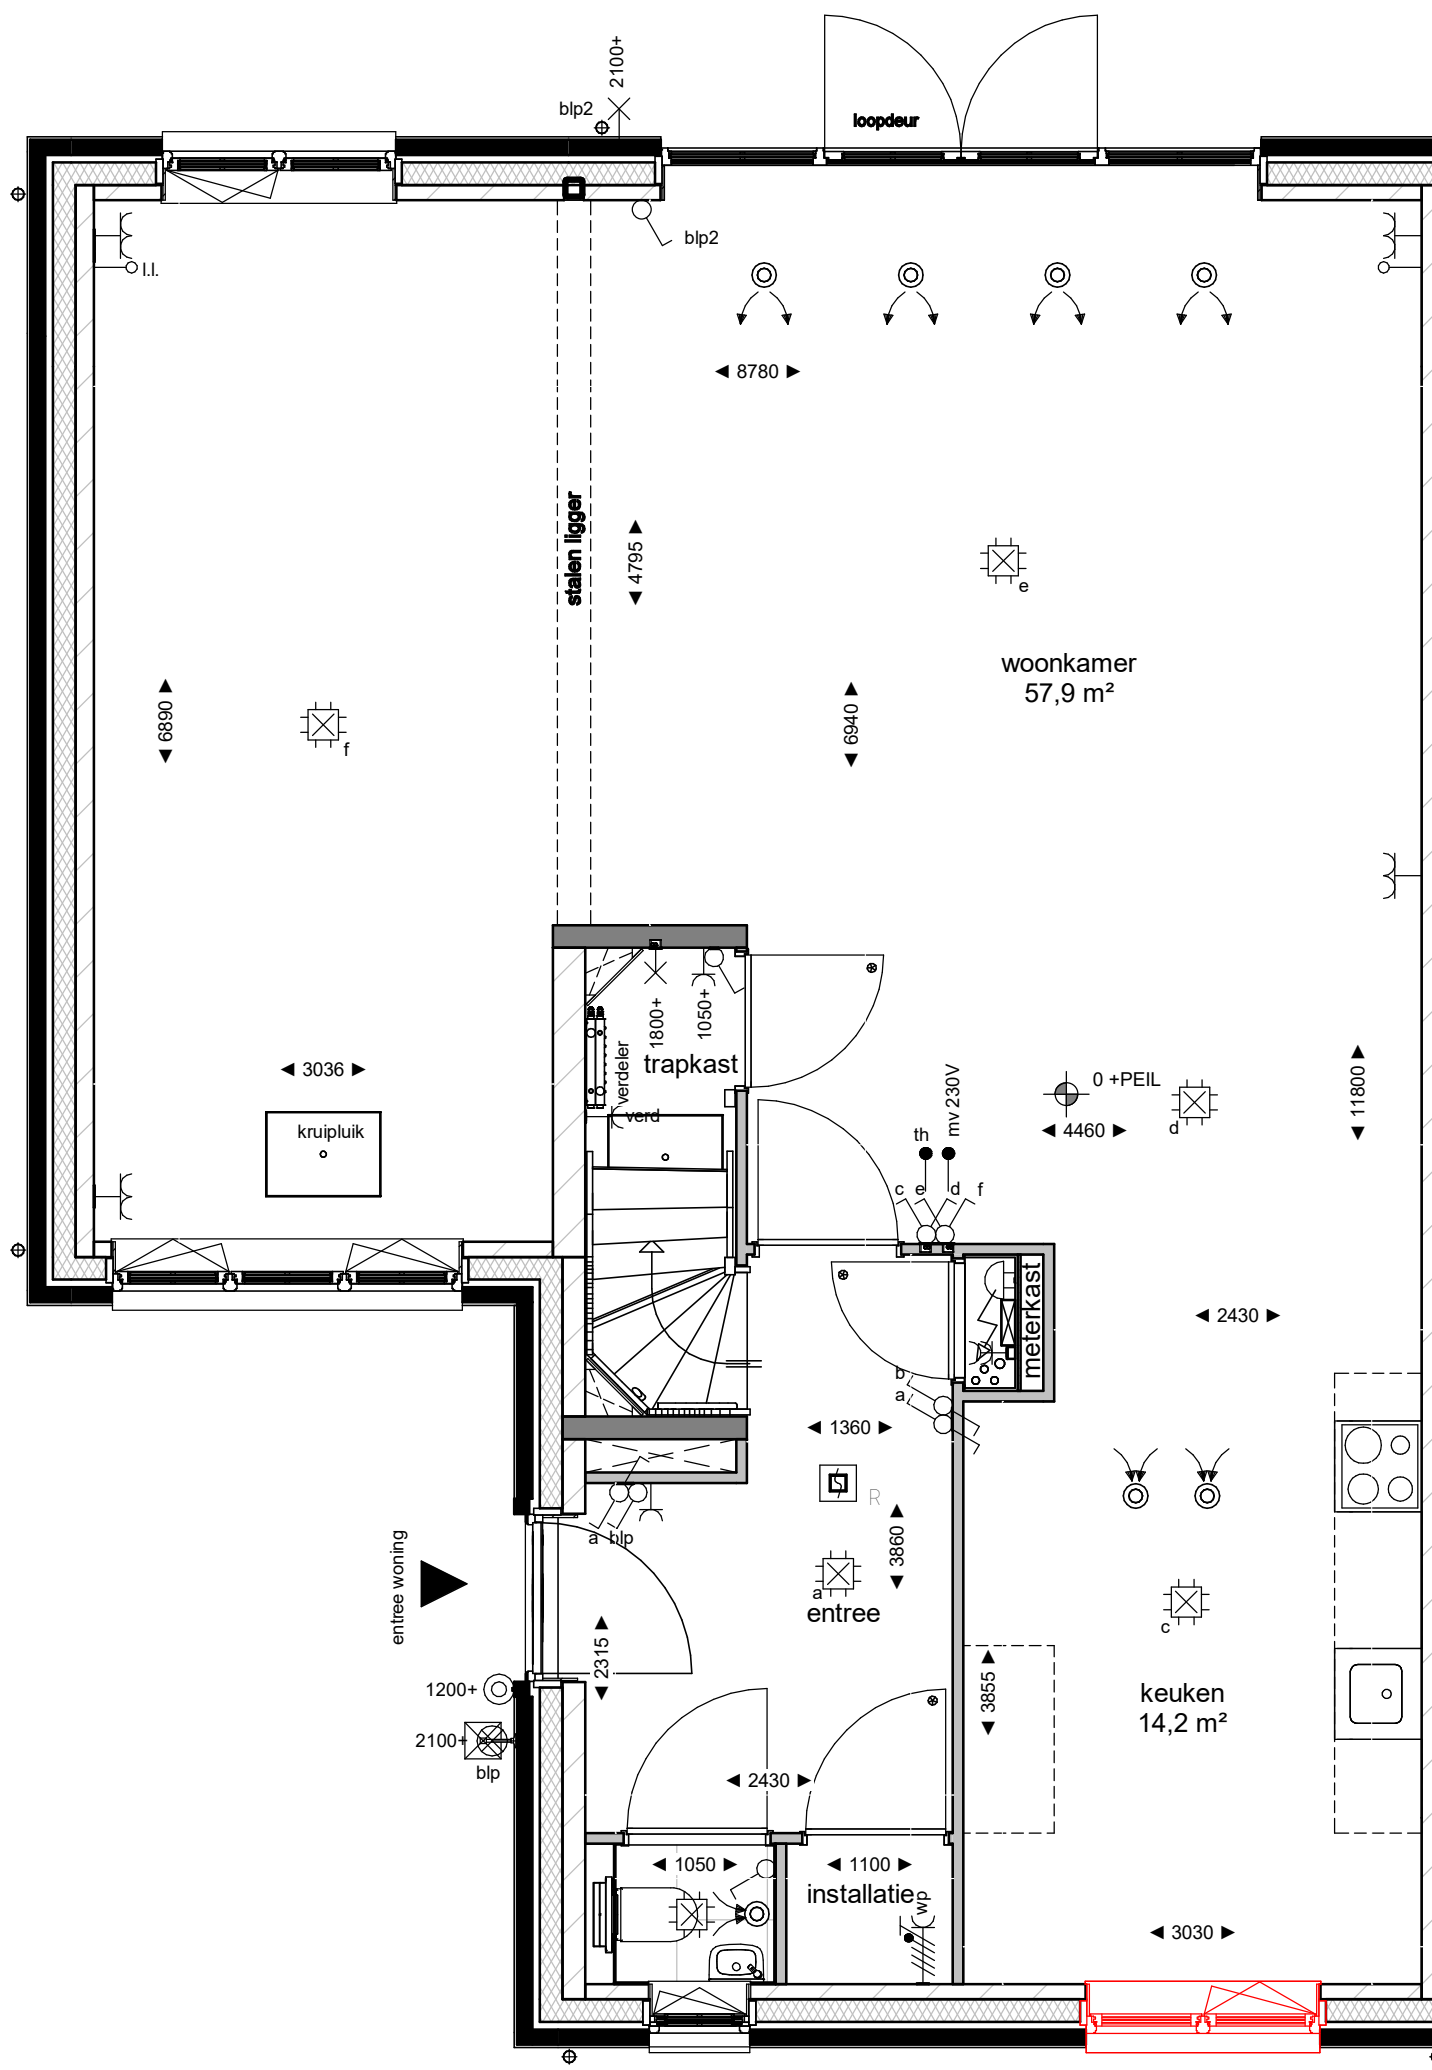 2100+
blp2
loopdeur
blp2
l.l.
8780
stalen ligger
4795
e
woonkamer
57,9 m²
6890
f
6940
1800+
1050+
trapkast
verdeler
verd
3036
kruipluik
0 +PEIL
d
4460
11800
th
mv 230V
c
e
d
f
meterkast
2430
b
a
1360
R
a
blp
3860
entree woning
a
entree
c
2315
3855
1200+
keuken
14,2 m²
2100+
blp
2430
1050
1100
installatie
wp
3030